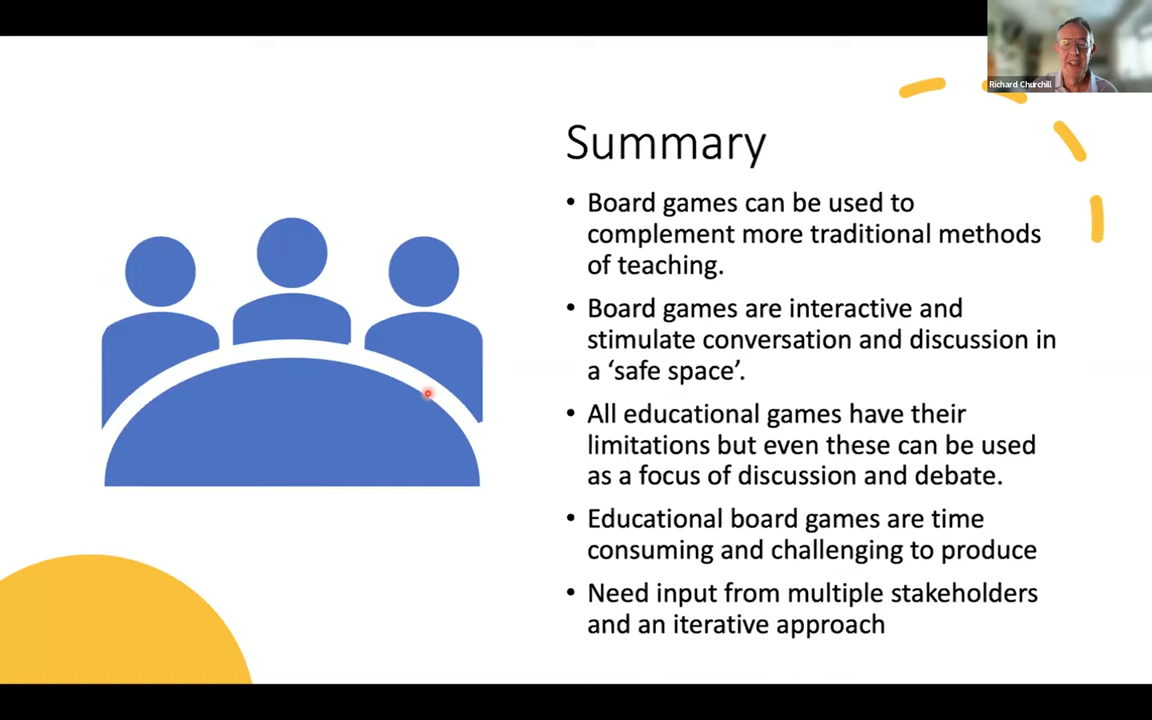 Richard Churchill
Summary
• Board games can be used to
complement more traditional methods
of teaching.
• Board games are interactive and
stimulate conversation and discussion in
a ‘safe space’.
• All educational games have their
limitations but even these can be used
as a focus of discussion and debate.
• Educational board games are time
consuming and challenging to produce
• Need input from multiple stakeholders
and an iterative approach